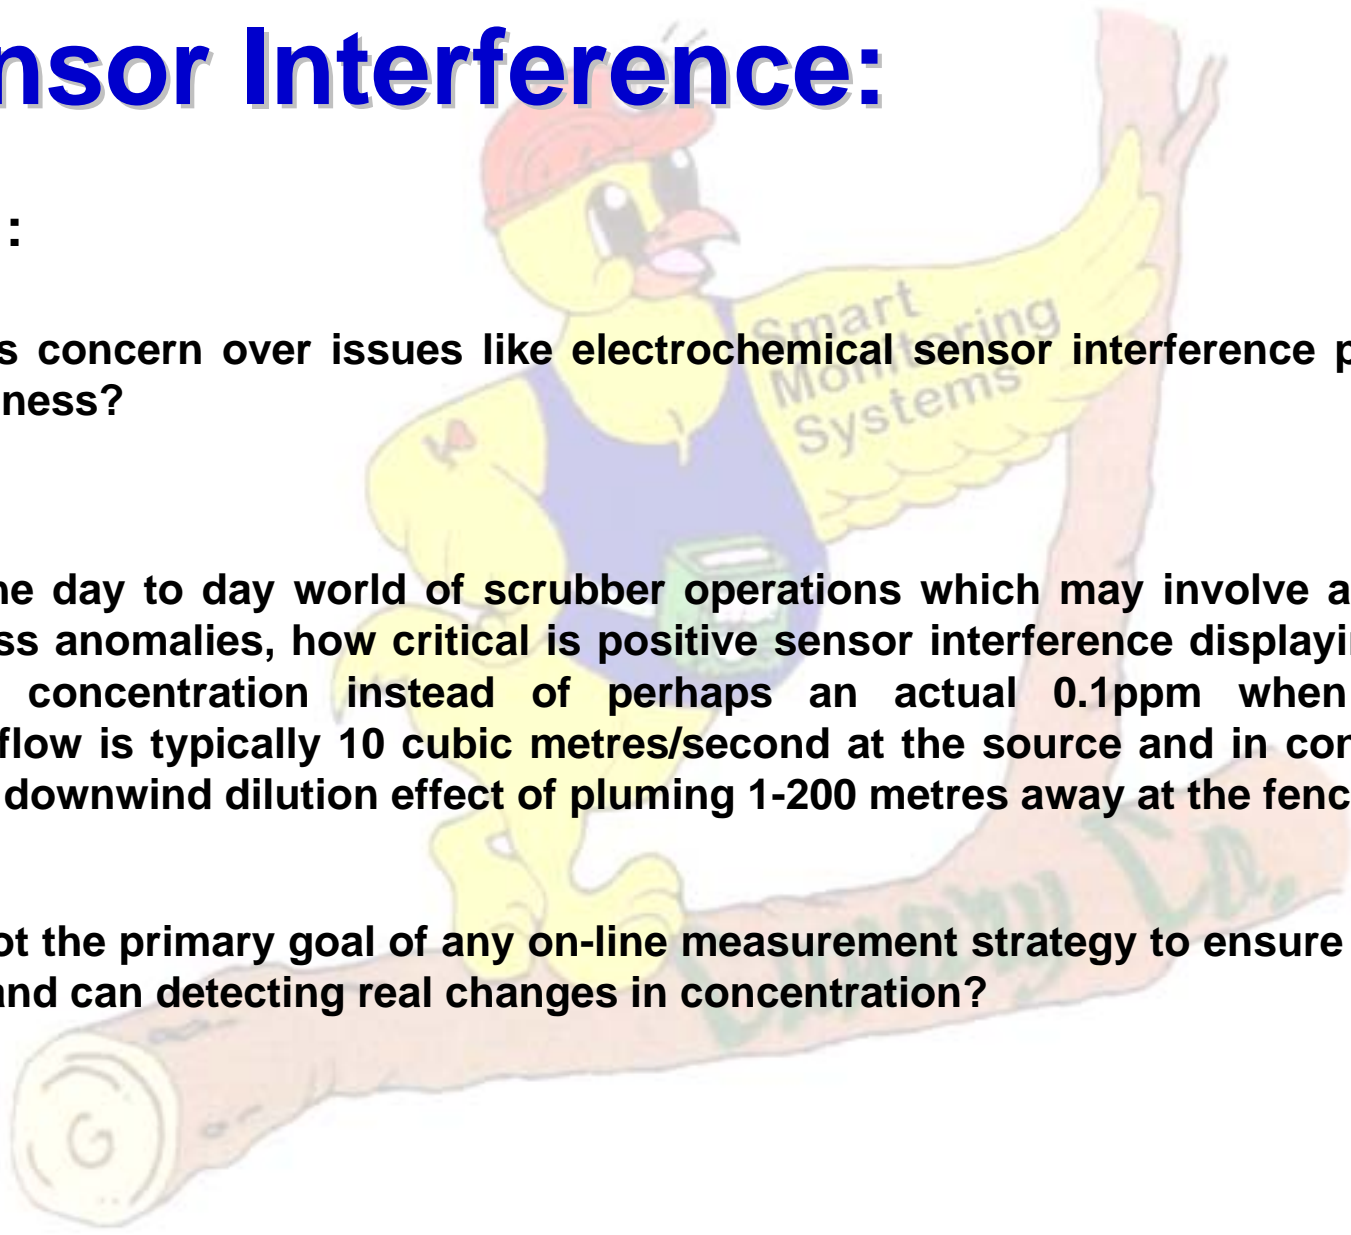 nsor Interference:
:
s concern over issues like electrochemical sensor interference p
ness?
Smart
Monitoring
Systems
ne day to day world of scrubber operations which may involve a
ss anomalies, how critical is positive sensor interference displayi
concentration instead of perhaps an actual 0.1ppm when
flow is typically 10 cubic metres/second at the source and in con
downwind dilution effect of pluming 1-200 metres away at the fenc
ot the primary goal of any on-line measurement strategy to ensure
and can detecting real changes in concentration?
Co.
G